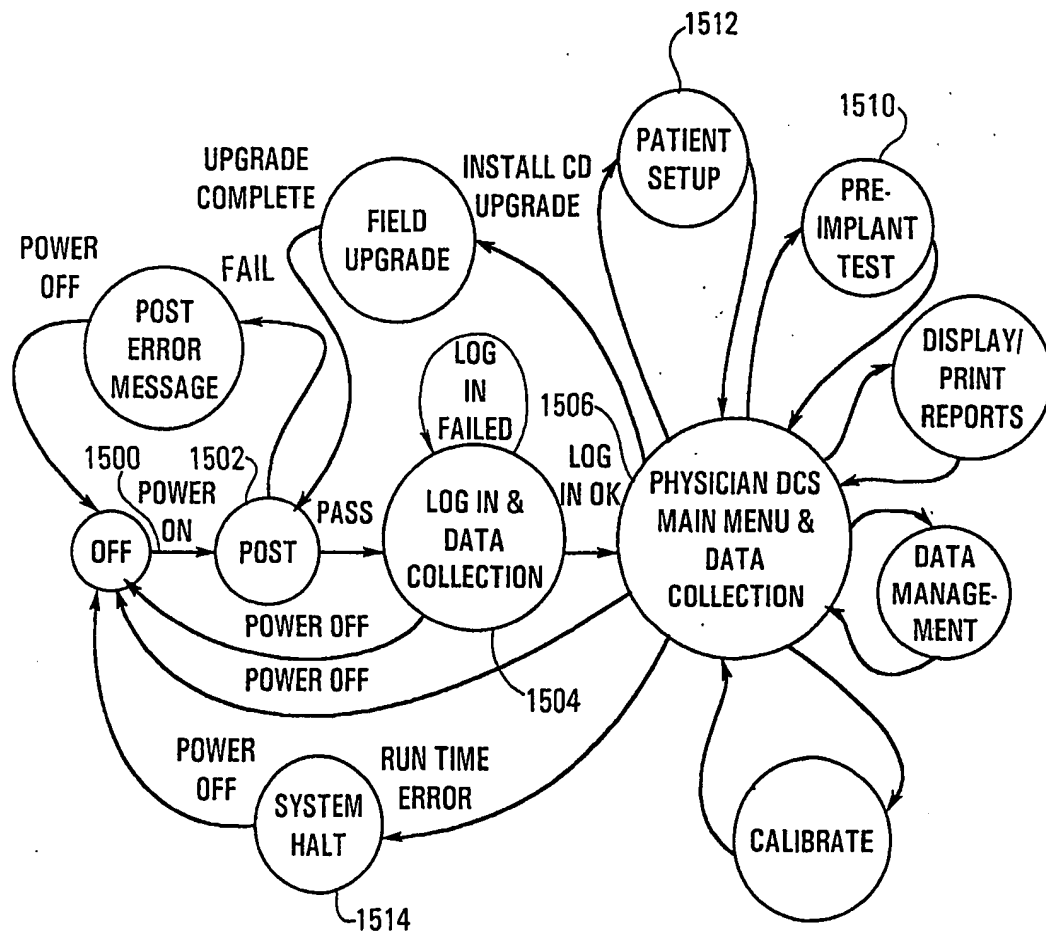 1512
1510
PATIENT
SETUP
PRE-
IMPLANT
TEST
UPGRADE
COMPLETE
INSTALL CD
UPGRADE
FIELD
UPGRADE
POWER
OFF
FAIL
POST
ERROR
MESSAGE
DISPLAY/
PRINT
REPORTS
LOG
IN
FAILED
1506
LOG
IN OK
1500
POWER
ON
1502
PASS
OFF
POST
LOG IN &
DATA
COLLECTION
PHYSICIAN DCS
MAIN MENU &
DATA
COLLECTION
DATA
MANAGE-
MENT
POWER OFF
POWER OFF
1504
POWER
OFF
RUN TIME
ERROR
SYSTEM
HALT
CALIBRATE
1514